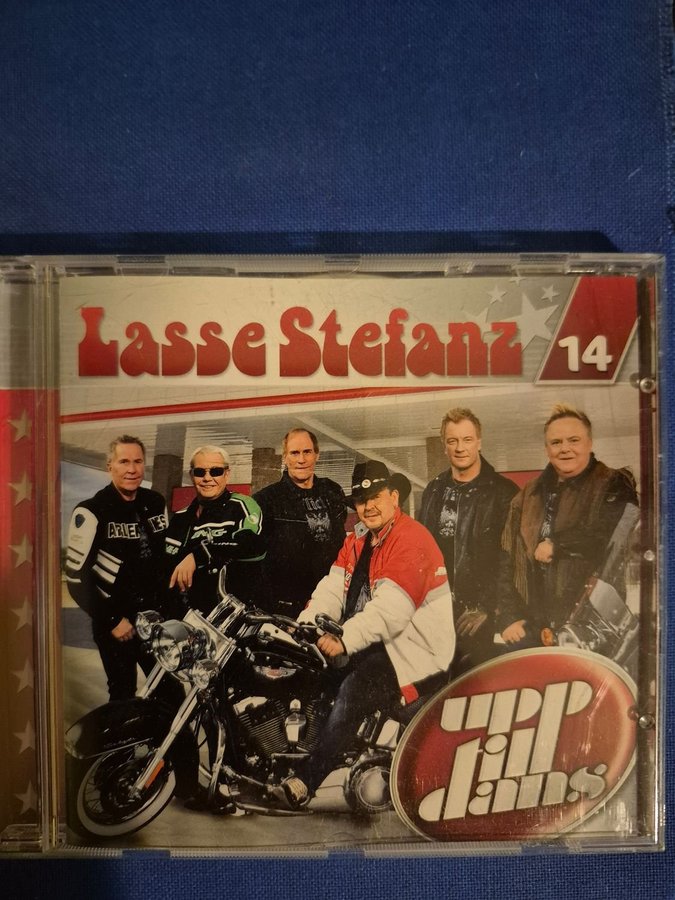 Lasse Stefanz
14
upp
till
dans